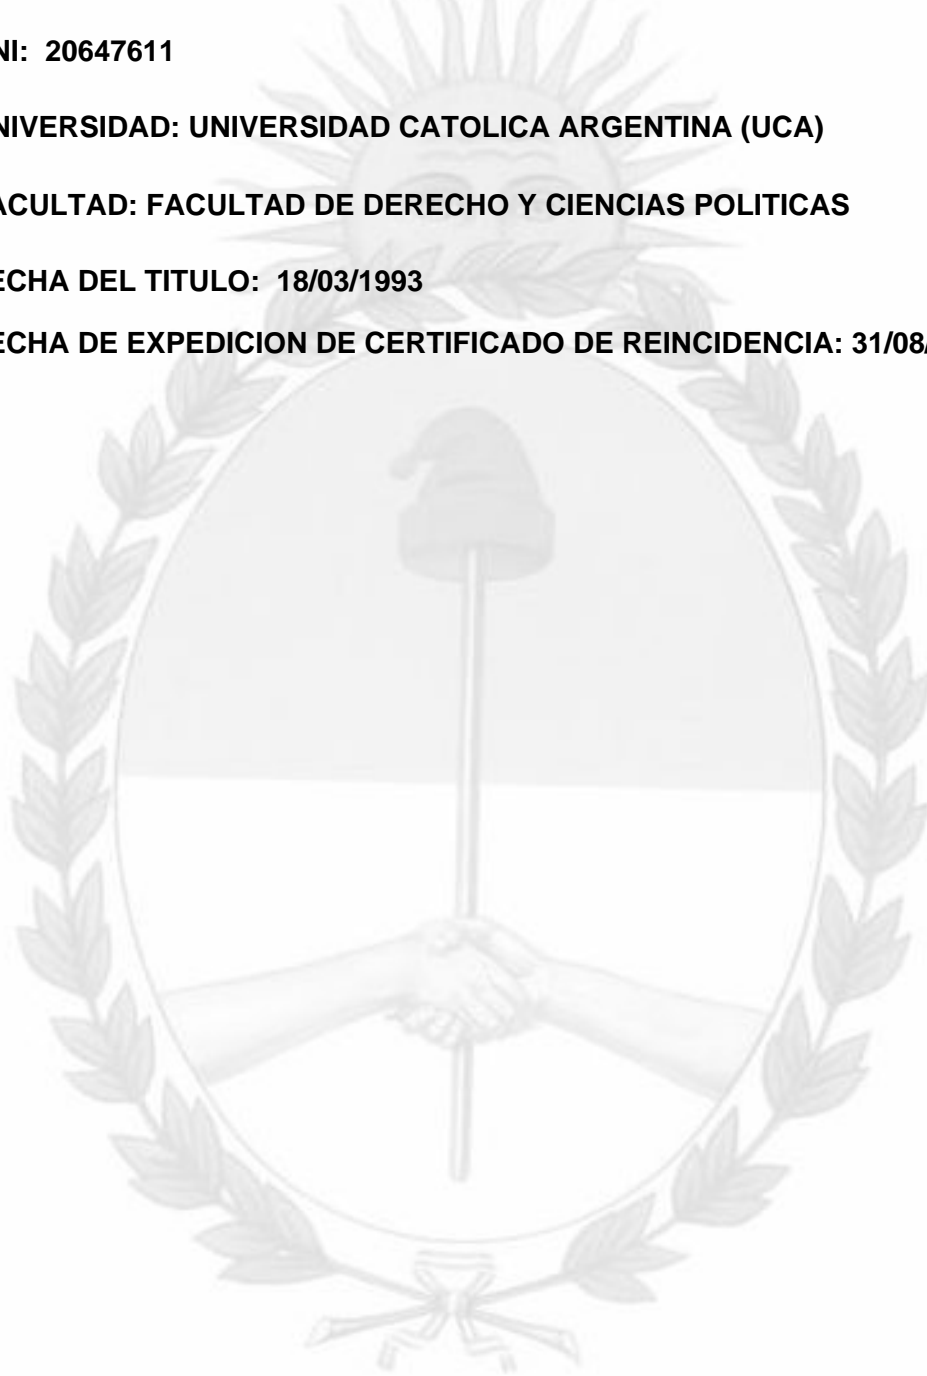 NI: 20647611
NIVERSIDAD: UNIVERSIDAD CATOLICA ARGENTINA (UCA)
ACULTAD: FACULTAD DE DERECHO Y CIENCIAS POLITICAS
ECHA DEL TITULO: 18/03/1993
ECHA DE EXPEDICION DE CERTIFICADO DE REINCIDENCIA: 31/08/